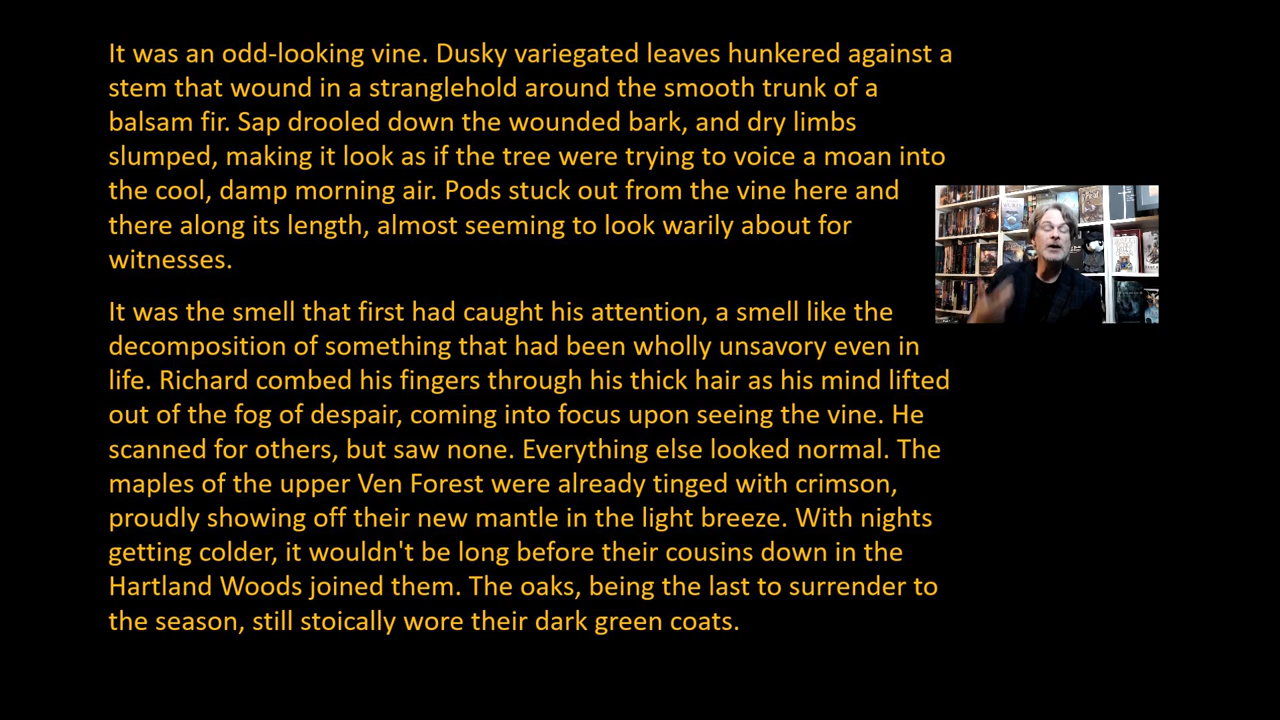 It was an odd-looking vine. Dusky variegated leaves hunkered against a
stem that wound in a stranglehold around the smooth trunk of a
balsam fir. Sap drooled down the wounded bark, and dry limbs
slumped, making it look as if the tree were trying to voice a moan into
the cool, damp morning air. Pods stuck out from the vine here and
there along its length, almost seeming to look warily about for
witnesses.
It was the smell that first had caught his attention, a smell like the
decomposition of something that had been wholly unsavory even in
life. Richard combed his fingers through his thick hair as his mind lifted
out of the fog of despair, coming into focus upon seeing the vine. He
scanned for others, but saw none. Everything else looked normal. The
maples of the upper Ven Forest were already tinged with crimson,
proudly showing off their new mantle in the light breeze. With nights
getting colder, it wouldn't be long before their cousins down in the
Hartland Woods joined them. The oaks, being the last to surrender to
the season, still stoically wore their dark green coats.